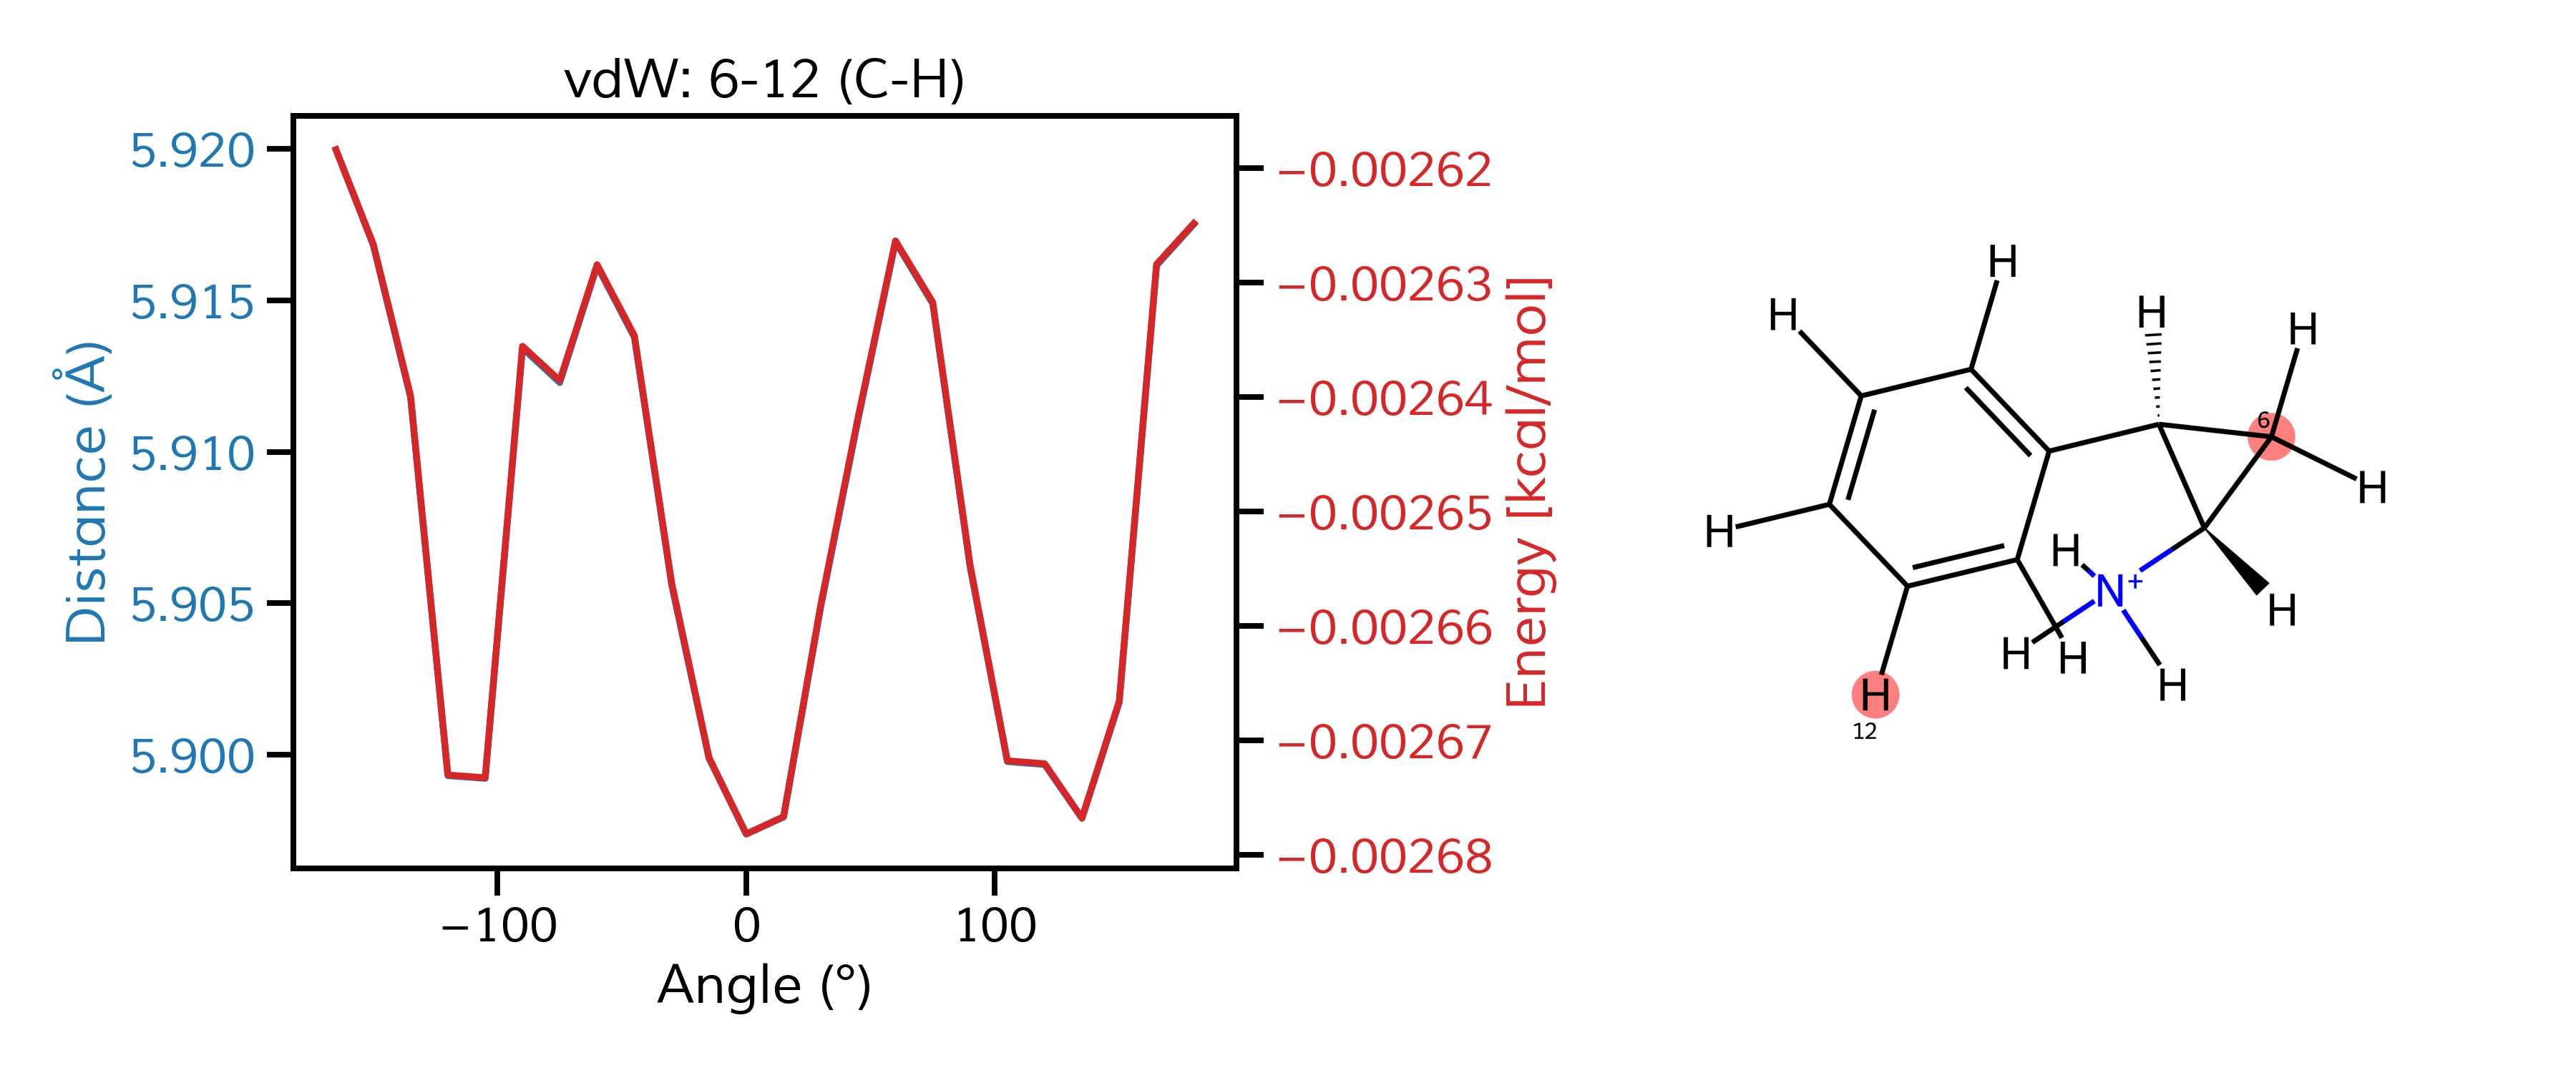 vdW: 6-12 (C-H)
Distance (Å)
5.920
5.915
5.910
5.905
5.900
−0.00262
−0.00263
−0.00264
−0.00265
−0.00266
−0.00267
−0.00268
Energy [kcal/mol]
−100
0
100
Angle (°)
H
H
H
H
6
H
H
H
N+
H
H
H
H
H
12